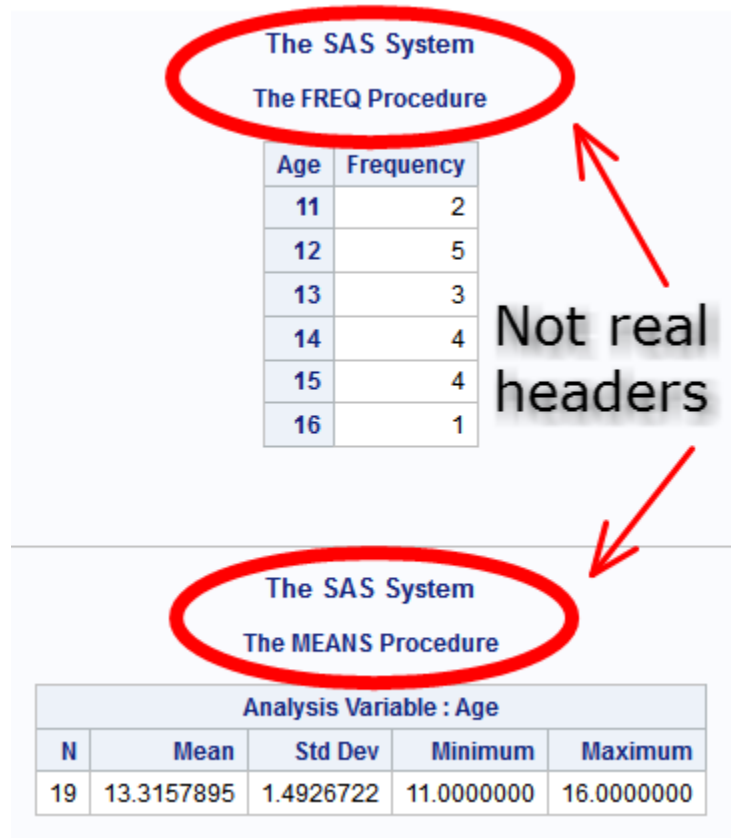 The SAS System
The FREQ Procedure
Age Frequency
11 2
12 5
13 3
14 4
15 4
16 1
Not real
headers
The SAS System
The MEANS Procedure
Analysis Variable : Age
N Mean Std Dev Minimum Maximum
19 13.3157895 1.4926722 11.0000000 16.0000000